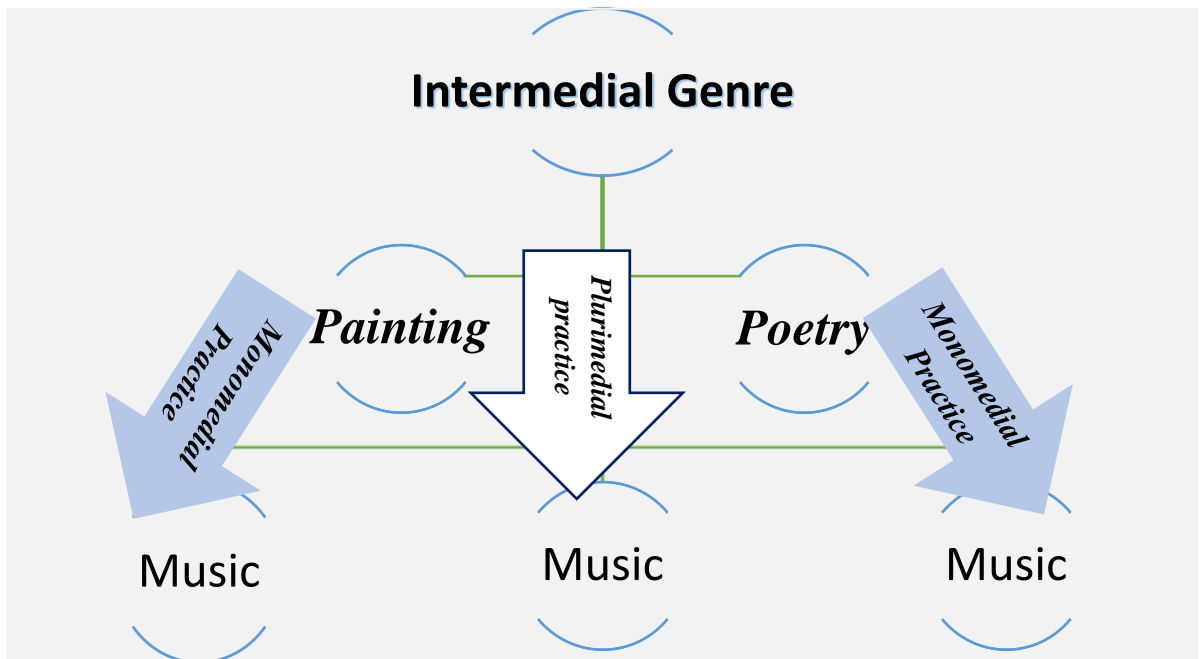 Intermedial Genre
Painting
Poetry
Monomedial
Practice
Plurimedial
practice
Monomedial
Practice
Music
Music
Music